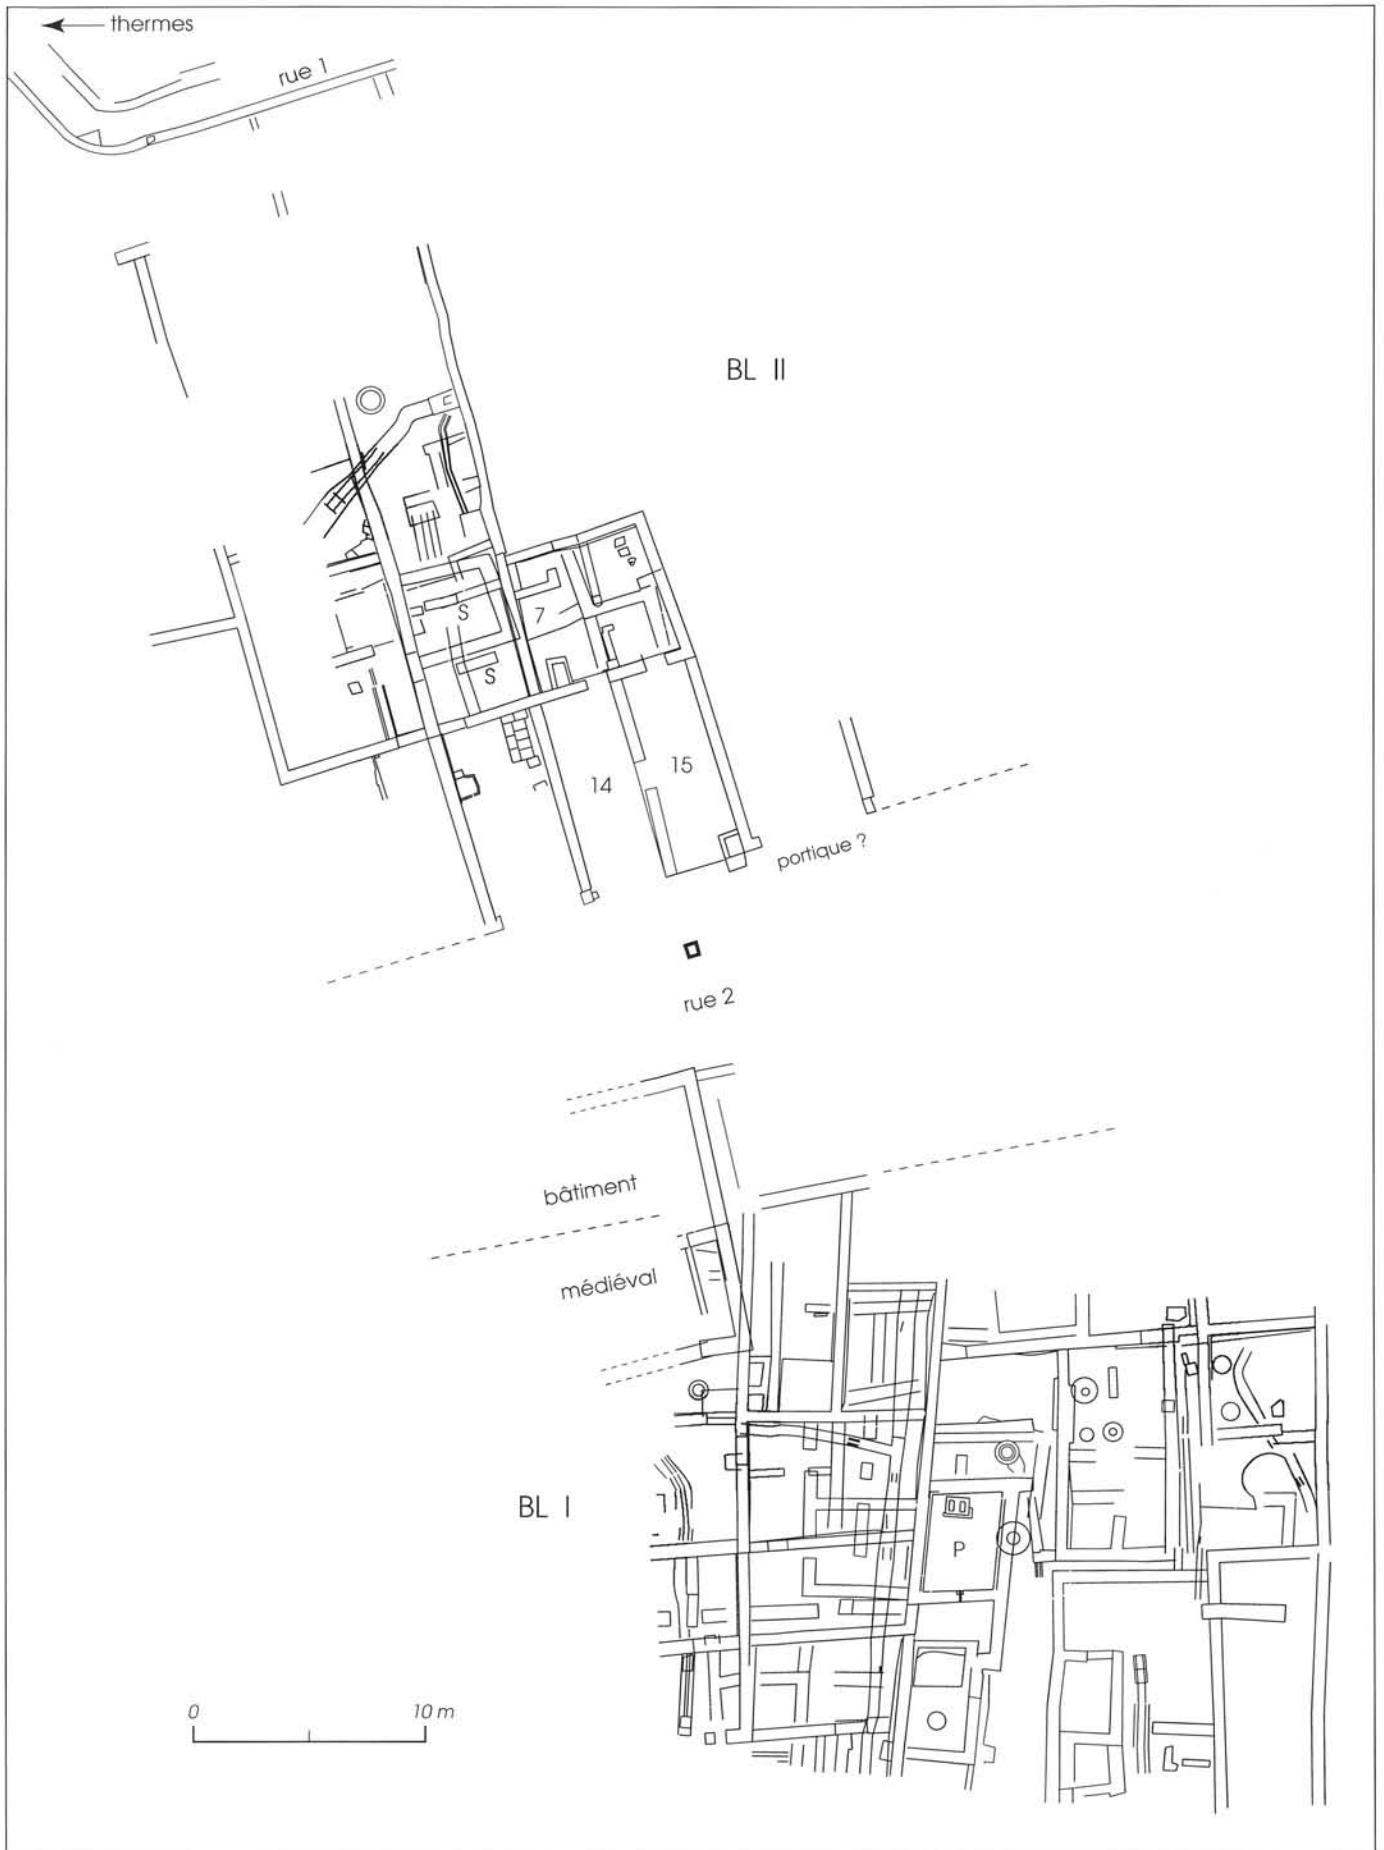 thermes
rue 1
BL II
S
7
S
14
15
portique ?
rue 2
bâtiment
médiéval
BL I
P
0
10 m